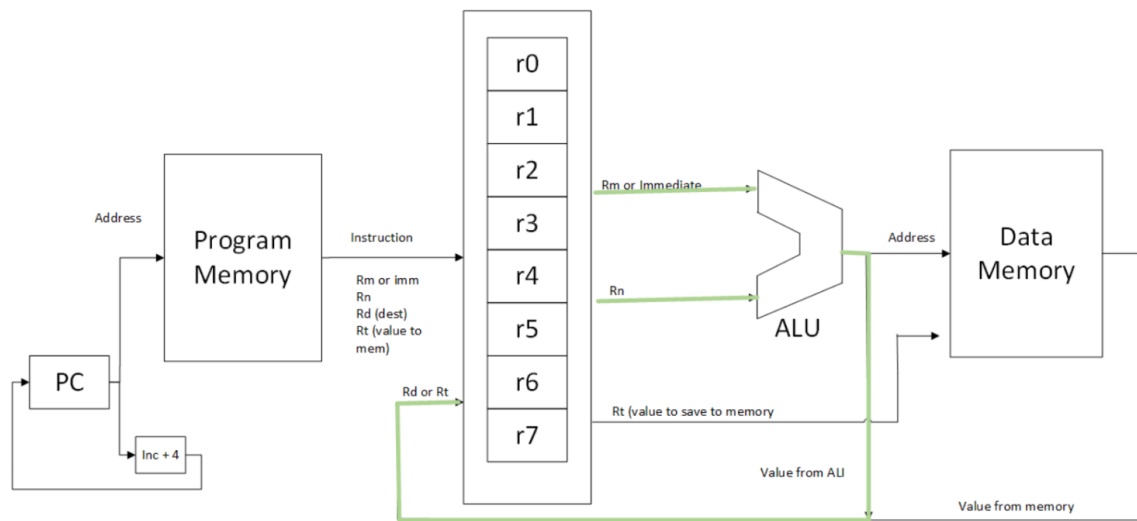 r0
r1
r2
r3
r4
r5
r6
r7
Address
Program
Memory
Instruction
Rm or imm
Rn
Rd (dest)
Rt (value to
mem)
PC
Inc + 4
Rd or Rt
Rm or Immediate
Rn
ALU
Address
Data
Memory
Rt (value to save to memory
Value from ALI
Value from memory